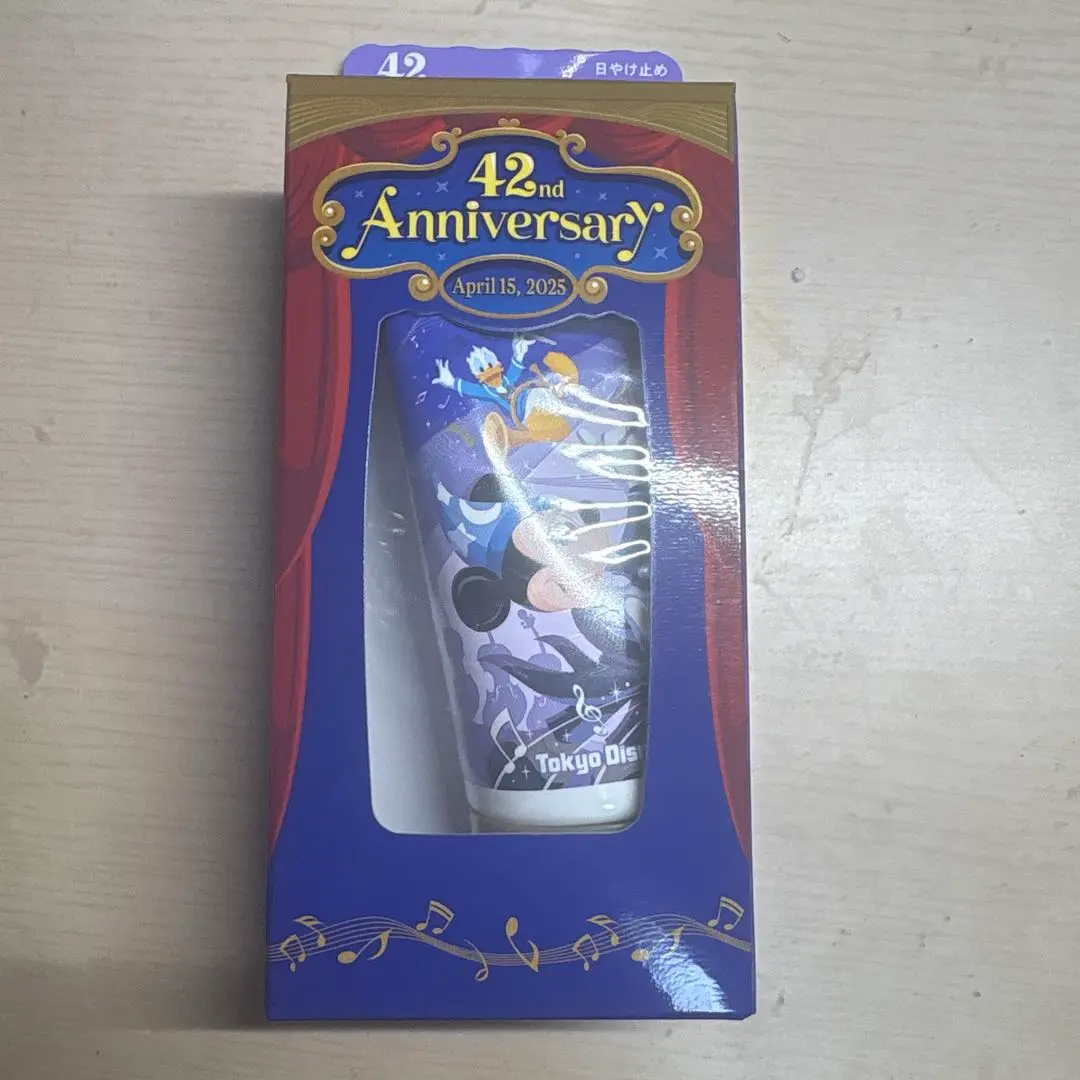 42
日やけ止め
42nd
Anniversary
April 15, 2025
Tokyo Dis